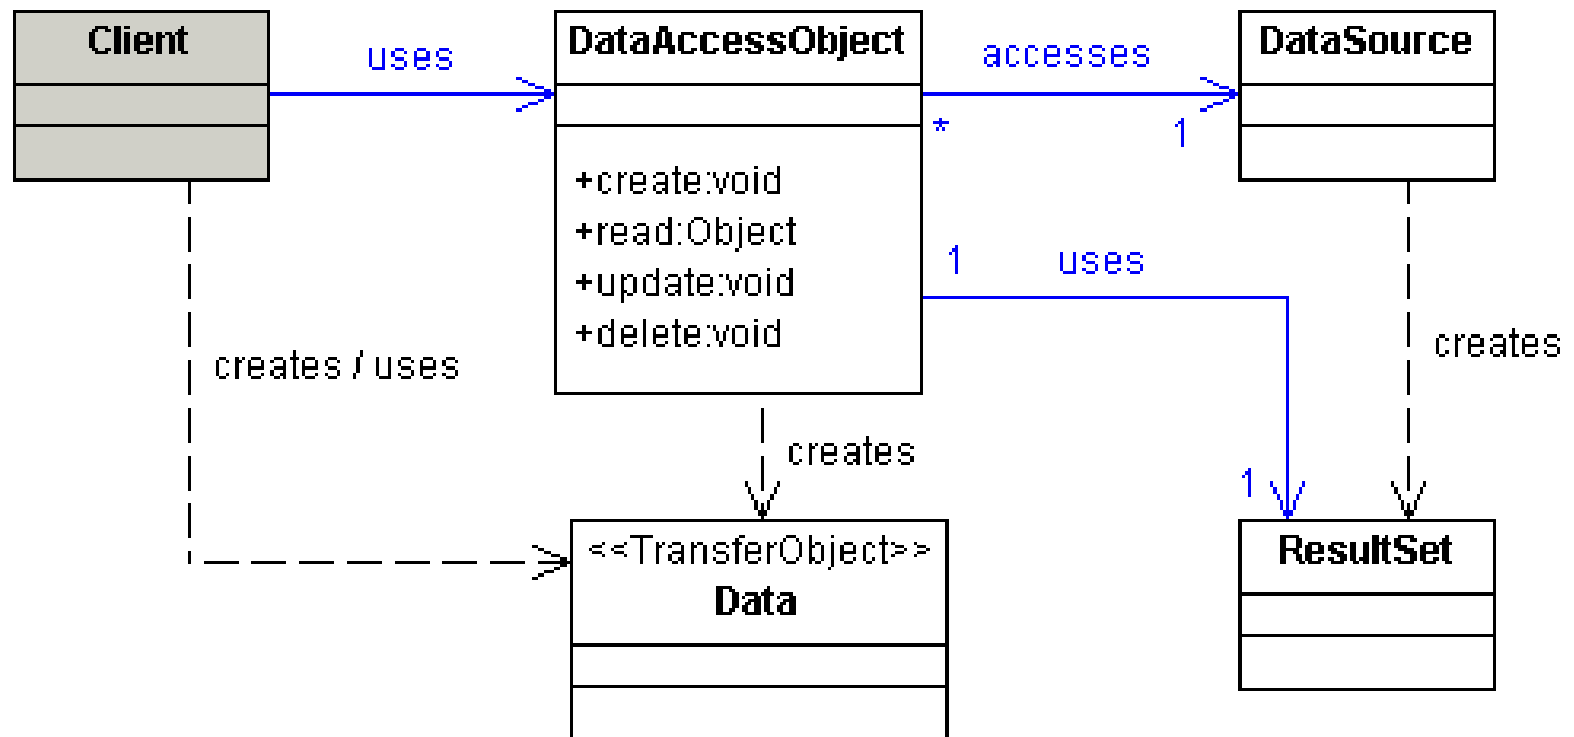 Client
uses
DataAccessObject
accesses
DataSource
*
1
+create:void
+read:Object
+update:void
+delete:void
1
uses
creates / uses
creates
creates
1
<<TransferObject>>
Data
ResultSet